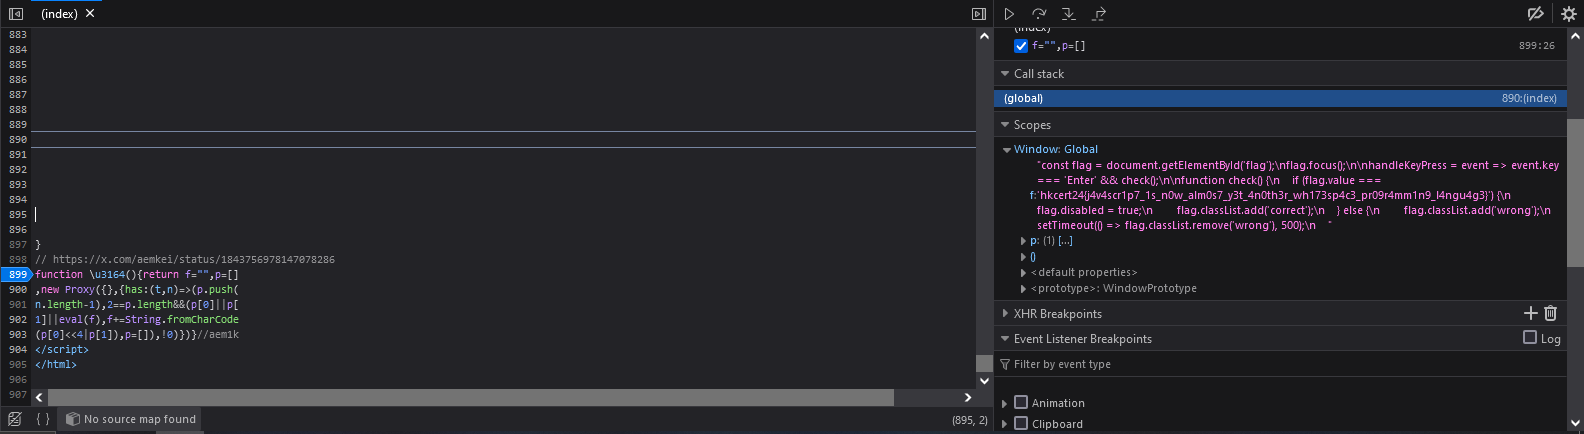 (index)
883
884
885
886
887
888
889
890
891
892
893
894
895
896
897 }
898 // https://x.com/aemkei/status/1843756978147078286
899 function \u3164(){return f="",p=[]
900 ,new Proxy({},{has:(t,n)=>(p.push(
901 n.length-1),2==p.length&&(p[0]||p[
902 1]||eval(f),f+=String.fromCharCode
903 (p[0]<<4|p[1]),p=[]),!0)})}//aem1k
904 </script>
905 </html>
906
907
{ } No source map found (895, 2)
(index)
f="",p=[] 899:26
Call stack
(global) 890:(index)
Scopes
Window: Global
"const flag = document.getElementById('flag');\nflag.focus();\n\nhandleKeyPress = event => event.key
=== 'Enter' && check();\n\nfunction check() {\n    if (flag.value ===
f:'hkcert24{j4v4scr1p7_1s_n0w_alm0s7_y3t_4n0th3r_wh173sp4c3_pr09r4mm1n9_l4ngu4g3}') {\n
flag.disabled = true;\n        flag.classList.add('correct');\n    } else {\n        flag.classList.add('wrong');\n
setTimeout(() => flag.classList.remove('wrong'), 500);\n    "
p: (1) […]
()
<default properties>
<prototype>: WindowPrototype
XHR Breakpoints
Event Listener Breakpoints Log
Filter by event type
Animation
Clipboard